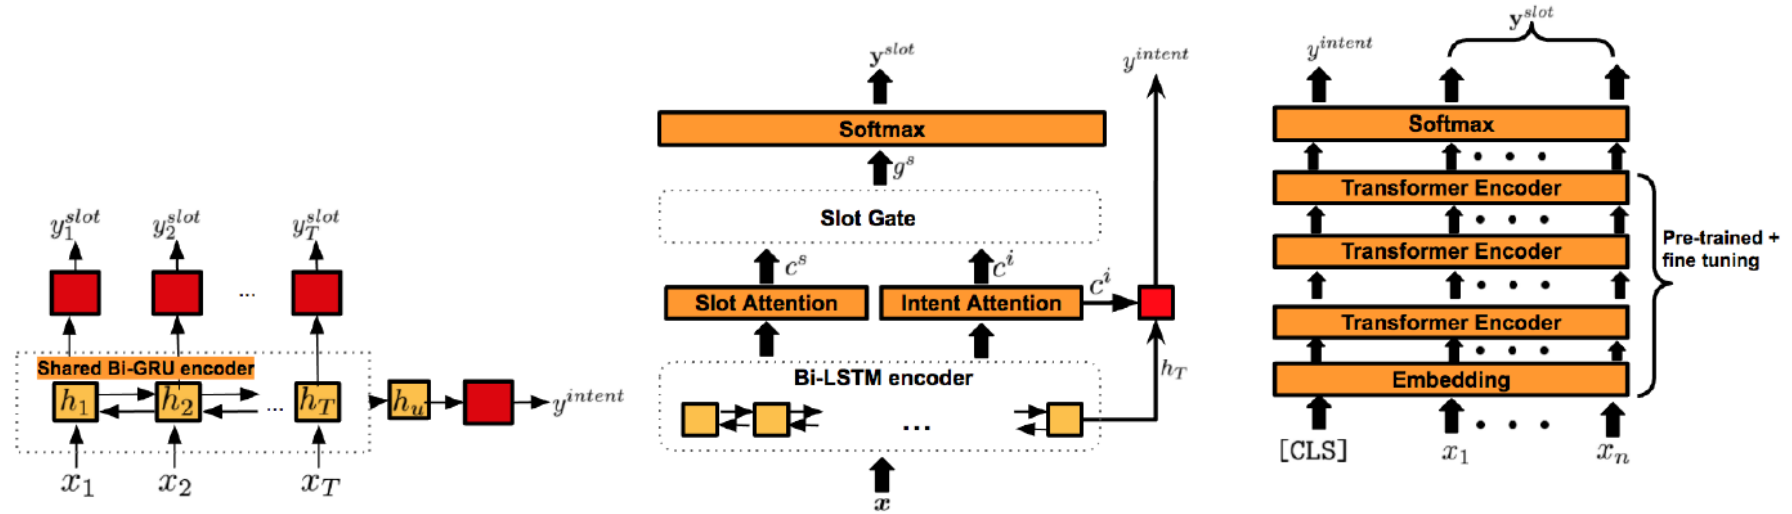 y_1^{slot} y_2^{slot} y_T^{slot}
...
Shared Bi-GRU encoder
h_1 h_2 ... h_T h_u y^{intent}
x_1 x_2 x_T
y^{slot}
y^{intent}
Softmax
g^s
Slot Gate
c^s c^i
c^i
Slot Attention Intent Attention
Bi-LSTM encoder
h_T
...
x
y^{slot}
y^{intent}
Softmax
. . .
Transformer Encoder
. . .
Transformer Encoder
. . .
Transformer Encoder
. . .
Embedding
Pre-trained +
fine tuning
. . .
[CLS] x_1 x_n